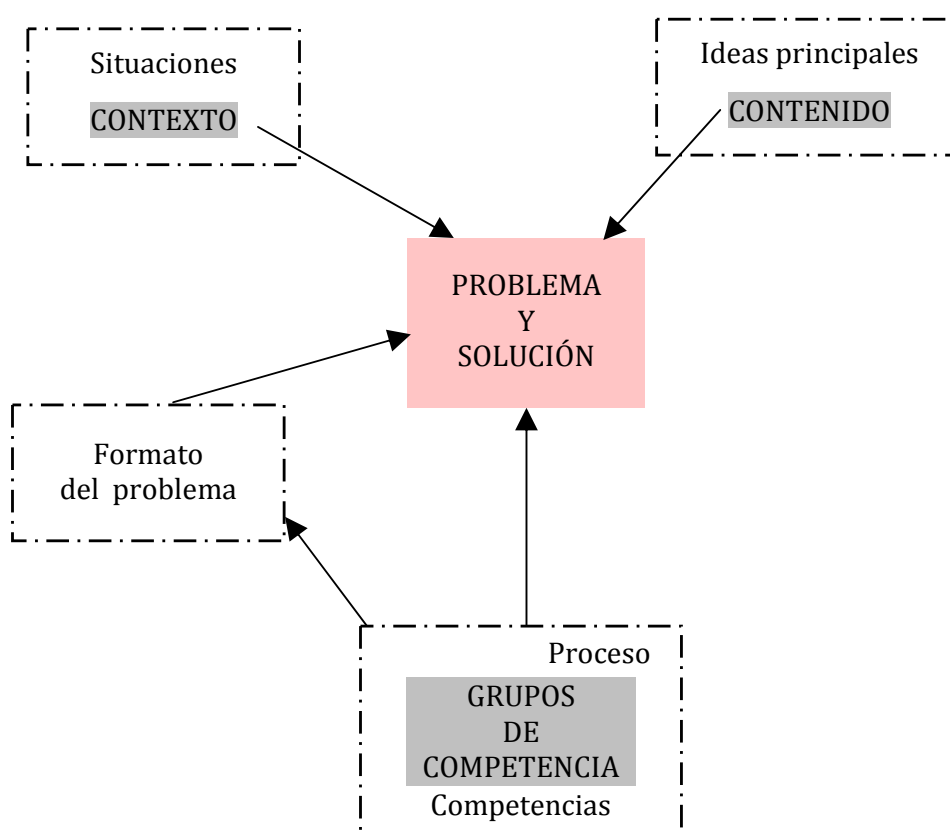 Situaciones
CONTEXTO
Ideas principales
CONTENIDO
PROBLEMA
Y
SOLUCIÓN
Formato
del problema
Proceso
GRUPOS
DE
COMPETENCIA
Competencias